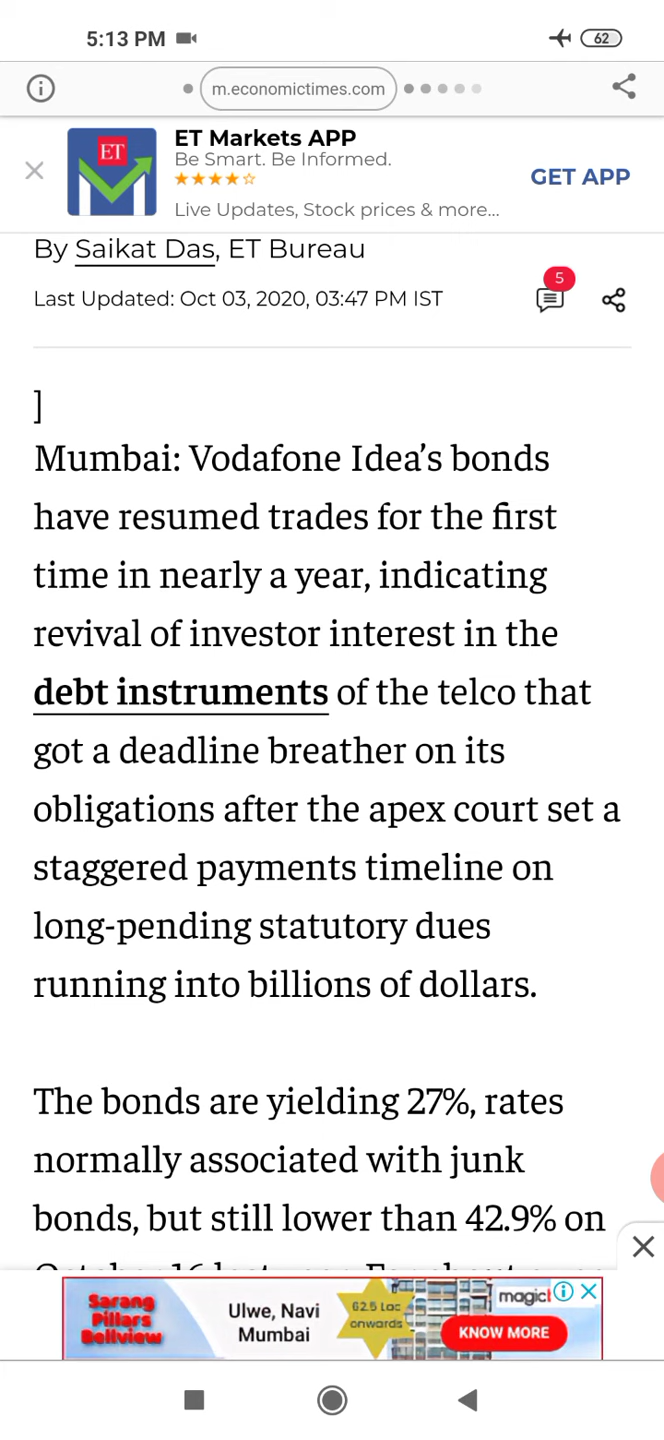 5:13 PM 62
m.economictimes.com
ET Markets APP
ET
Be Smart. Be Informed.
GET APP
Live Updates, Stock prices & more...
By Saikat Das, ET Bureau
5
Last Updated: Oct 03, 2020, 03:47 PM IST
]
Mumbai: Vodafone Idea’s bonds
have resumed trades for the first
time in nearly a year, indicating
revival of investor interest in the
debt instruments of the telco that
got a deadline breather on its
obligations after the apex court set a
staggered payments timeline on
long-pending statutory dues
running into billions of dollars.
The bonds are yielding 27%, rates
normally associated with junk
bonds, but still lower than 42.9% on
Sarang
Pillars
Bellview
Ulwe, Navi
Mumbai
62.5 Lac
onwards
KNOW MORE